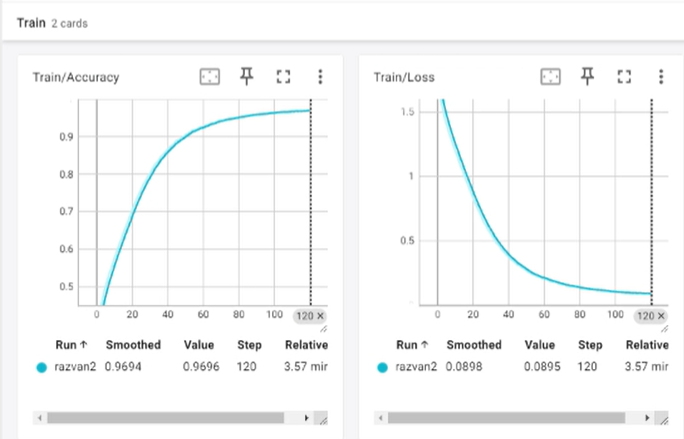 Train 2 cards
Train/Accuracy
0.9
0.8
0.7
0.6
0.5
0 20 40 60 80 100 120 ×
Run ↑ Smoothed Value Step Relative
razvan2 0.9694 0.9696 120 3.57 mir
Train/Loss
1.5
1
0.5
0 20 40 60 80 100 120 ×
Run ↑ Smoothed Value Step Relative
razvan2 0.0898 0.0895 120 3.57 mir